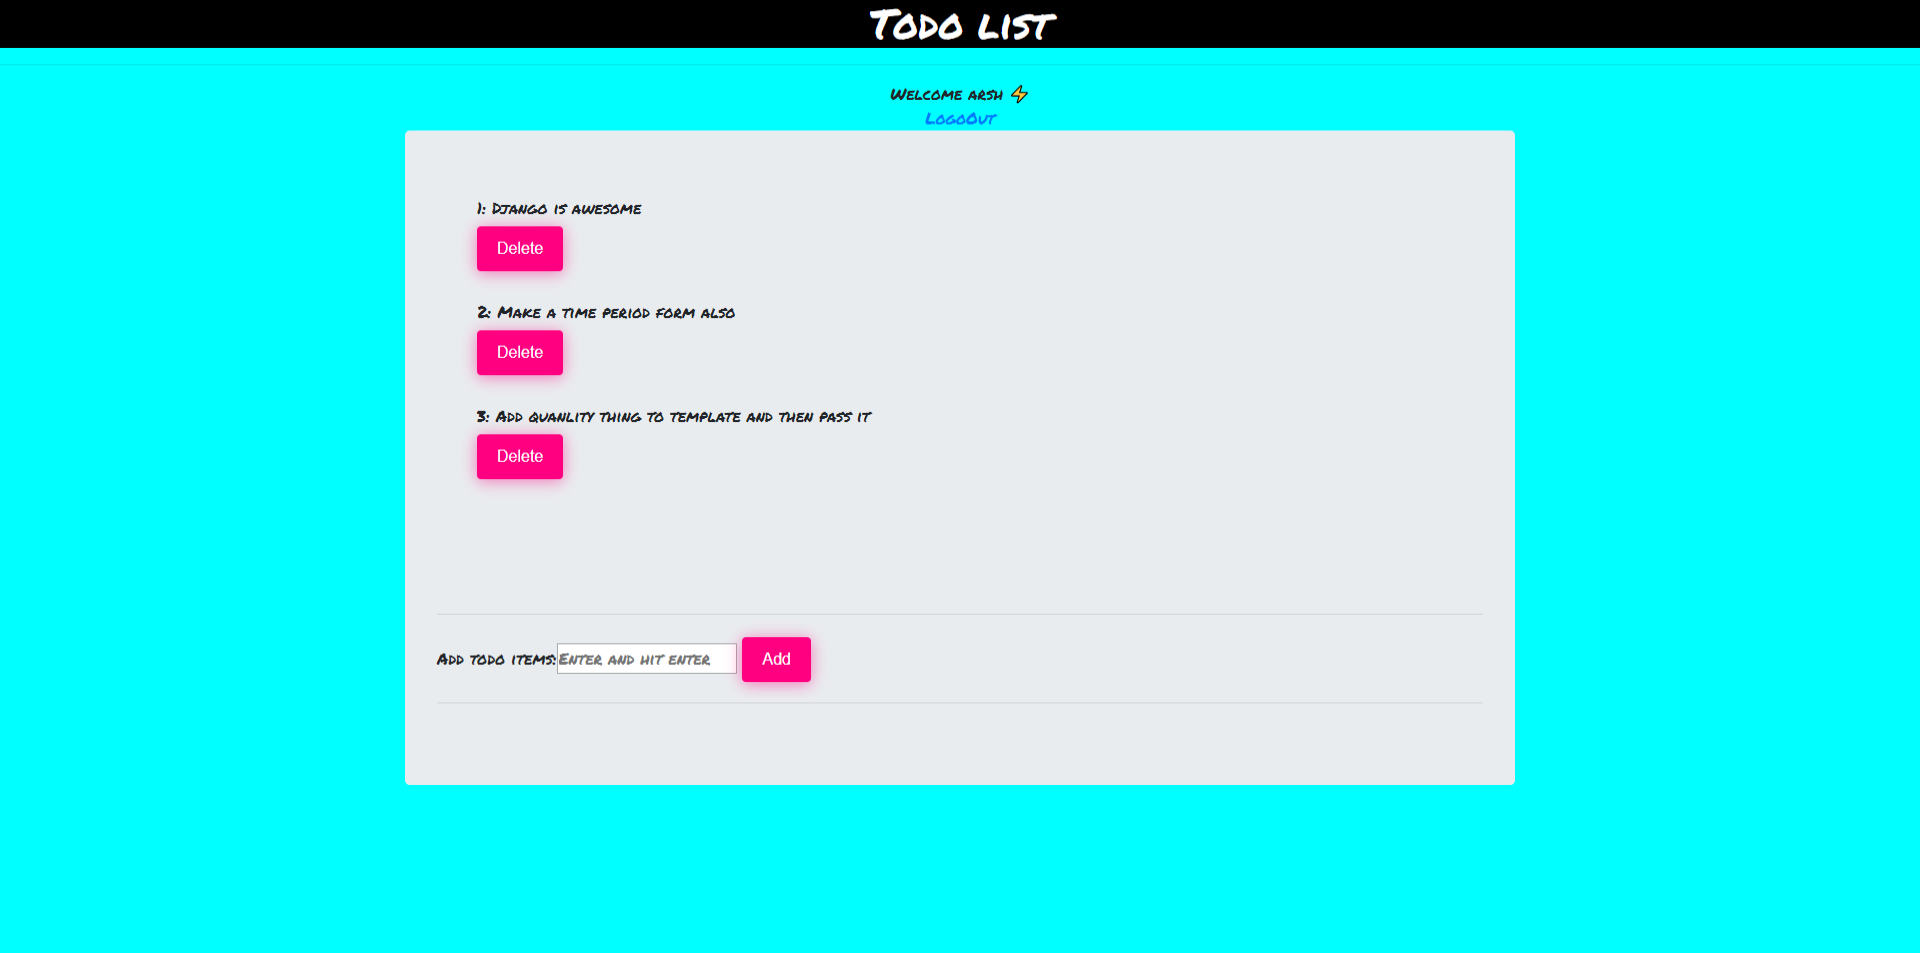 Todo list
Welcome arsh ⚡
LogoOut
1: Django is awesome
Delete
2: Make a time period form also
Delete
3: Add quanlity thing to template and then pass it
Delete
Add todo items: Enter and hit enter Add